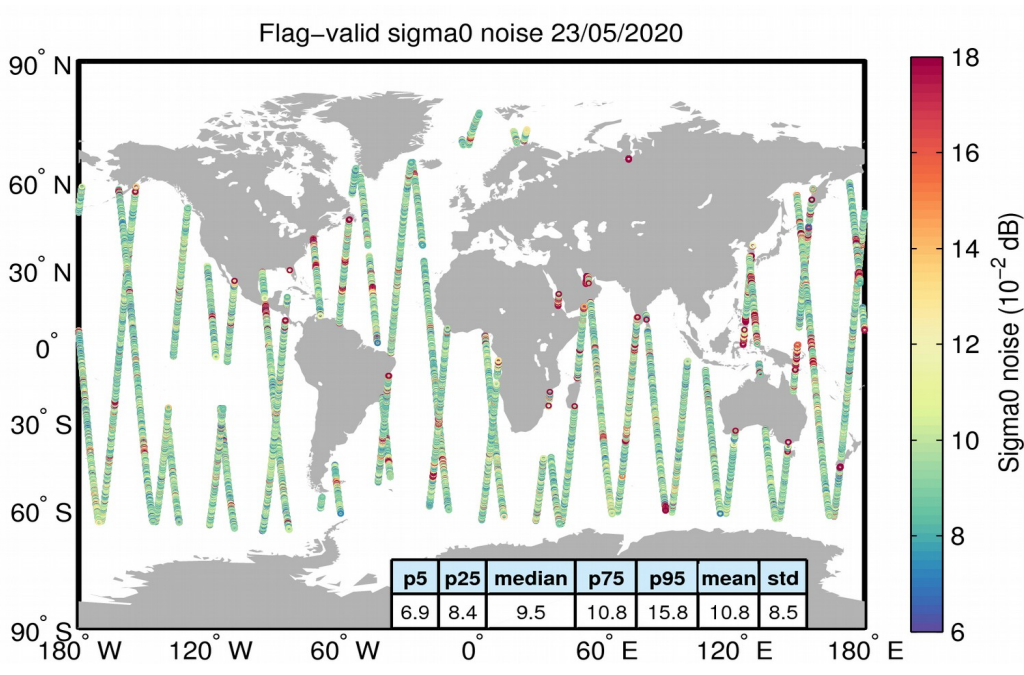 Flag−valid sigma0 noise 23/05/2020
90° N
60° N
30° N
0°
30° S
60° S
90° S
180° W
120° W
60° W
0°
60° E
120° E
180° E
p5 p25 median p75 p95 mean std
6.9 8.4 9.5 10.8 15.8 10.8 8.5
18
16
14
12
10
8
6
Sigma0 noise (10⁻² dB)